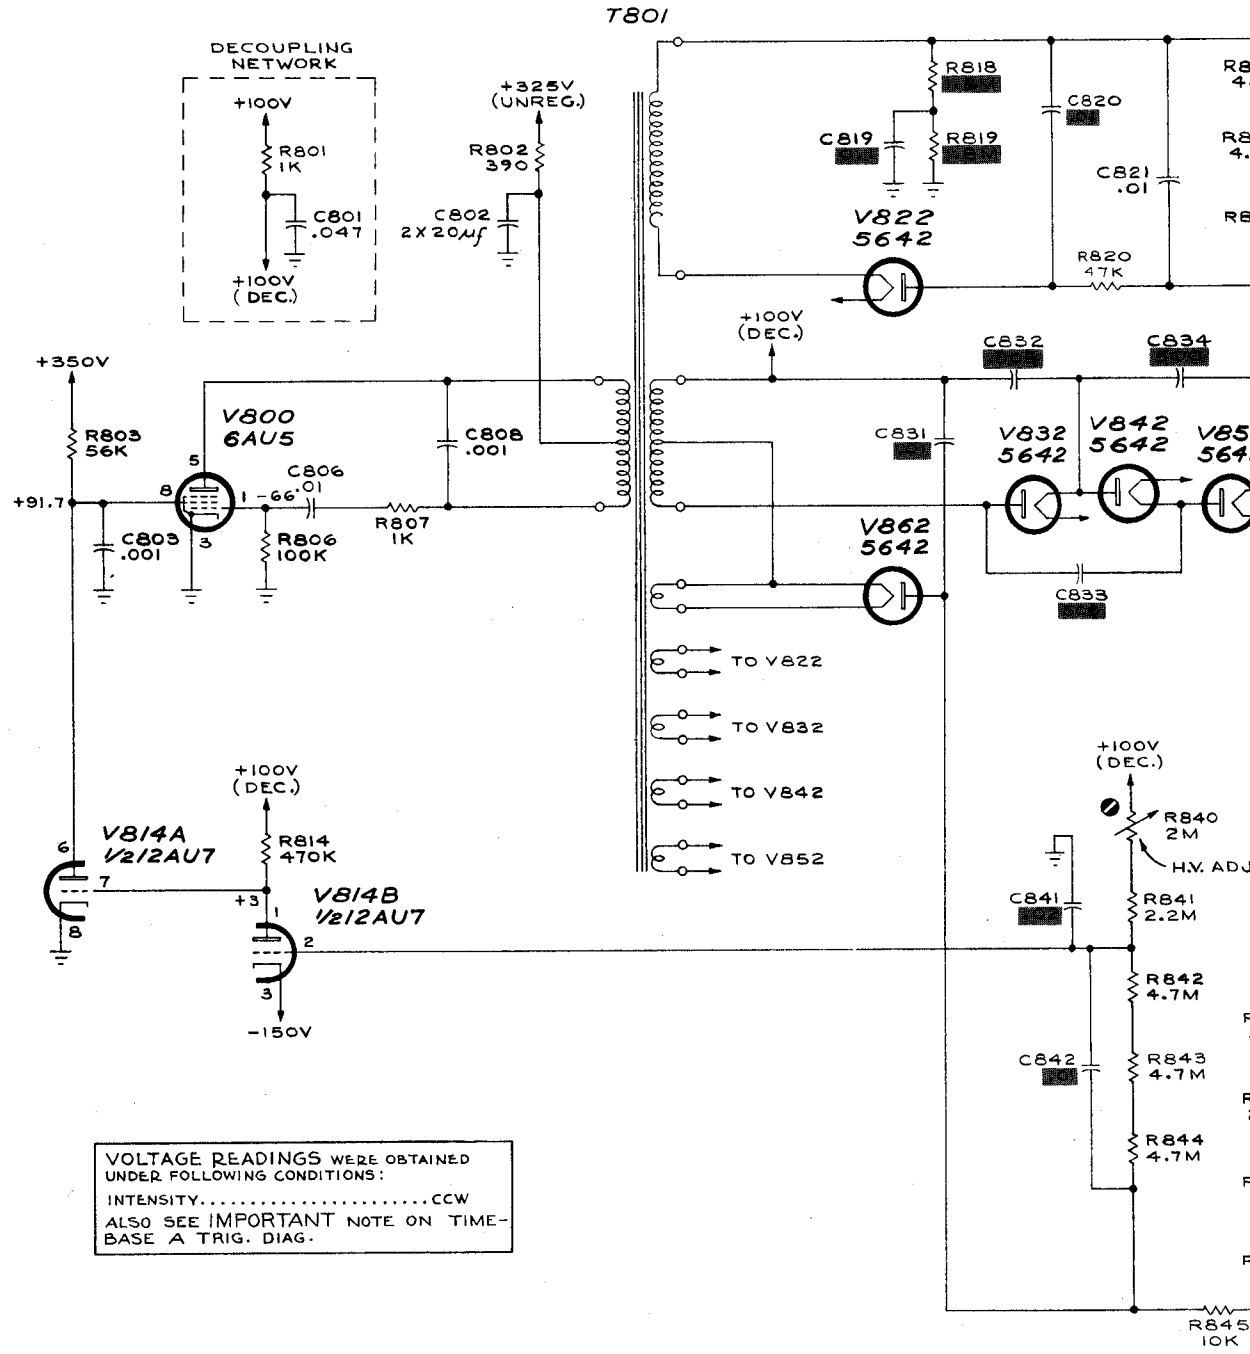 T801
DECOUPLING
NETWORK
+100V
R801
1K
C801
.047
+100V
(DEC.)
+325V
(UNREG.)
R802
390
C802
2X20µf
R818
C819
R819
C820
C821
.01
V822
5642
R820
47K
+100V
(DEC.)
+350V
R803
56K
V800
6AU5
5
8
1
-66
3
+91.7
C803
.001
R806
100K
C806
.01
R807
1K
C808
.001
C832
C834
C831
V832
5642
V842
5642
V862
5642
C833
TO V822
TO V832
TO V842
TO V852
+100V
(DEC.)
R814
470K
V814A
1/2 12AU7
6
7
8
+3
1
V814B
1/2 12AU7
2
3
-150V
+100V
(DEC.)
R840
2M
H.V. ADJ
C841
R841
2.2M
R842
4.7M
C842
R843
4.7M
R844
4.7M
R845
10K
VOLTAGE READINGS WERE OBTAINED
UNDER FOLLOWING CONDITIONS:
INTENSITY.......................CCW
ALSO SEE IMPORTANT NOTE ON TIME-
BASE A TRIG. DIAG.